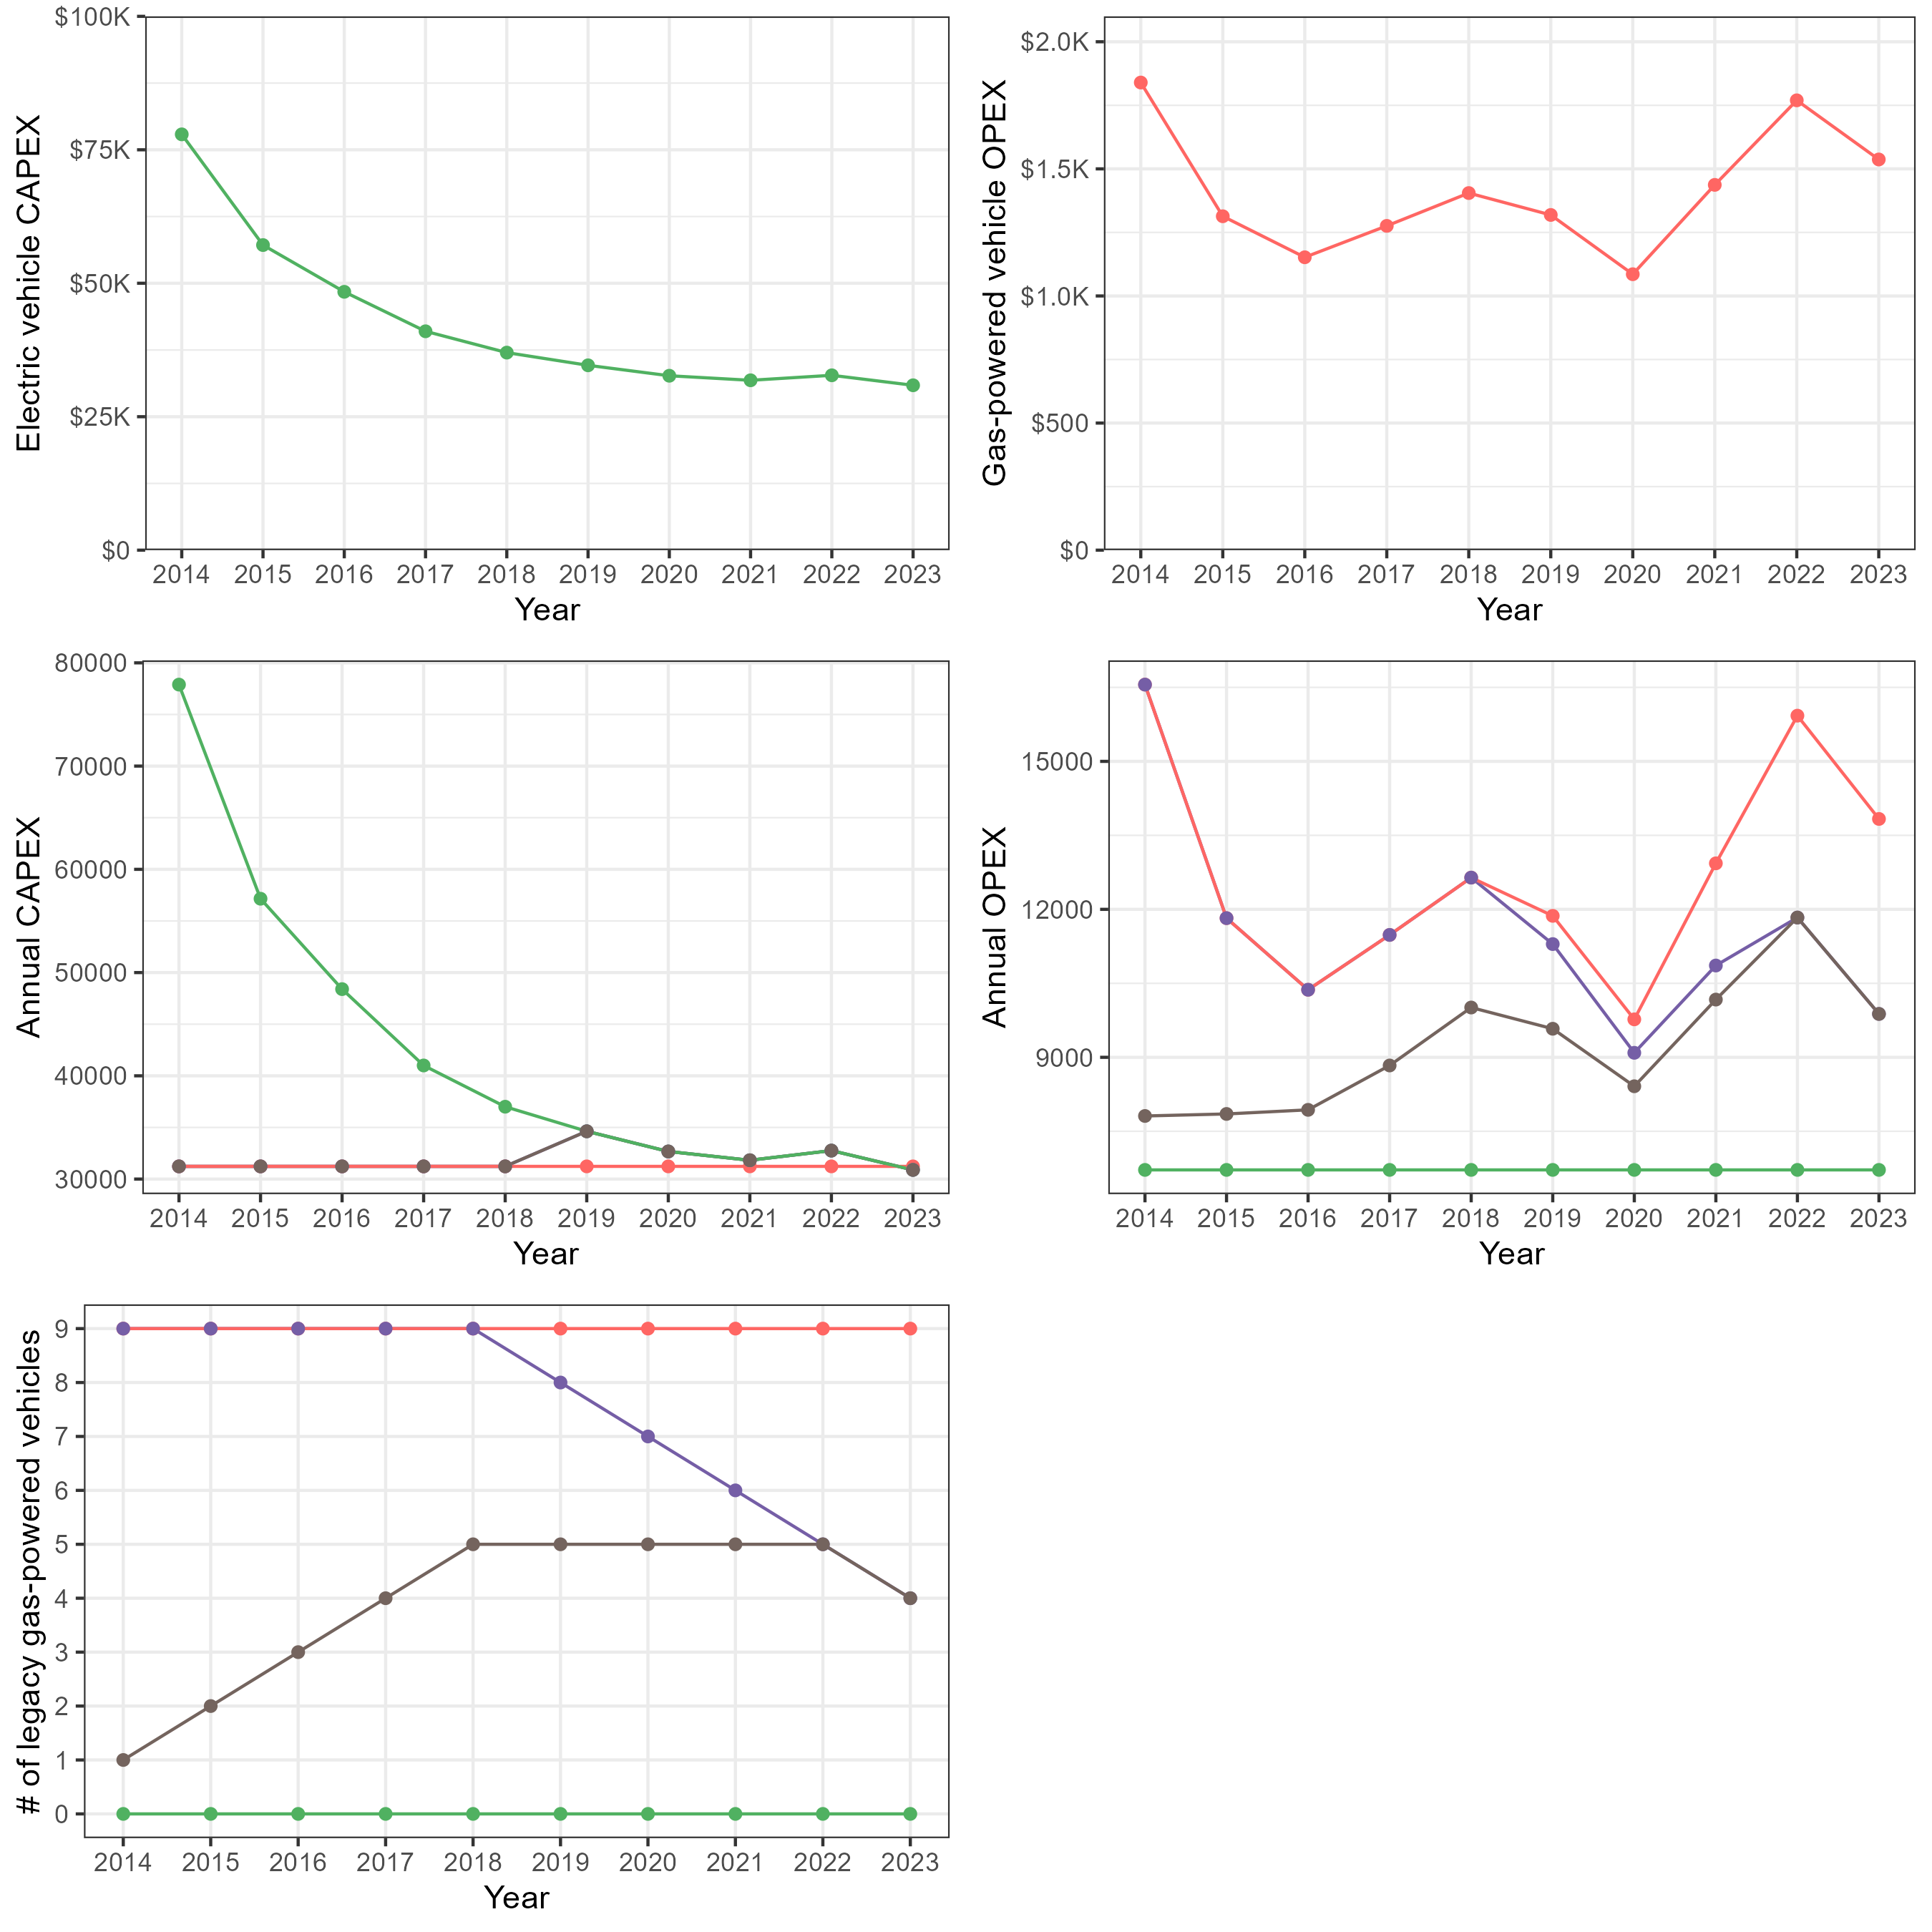 Electric vehicle CAPEX
$100K
$75K
$50K
$25K
$0
2014 2015 2016 2017 2018 2019 2020 2021 2022 2023
Year
Gas-powered vehicle OPEX
$2.0K
$1.5K
$1.0K
$500
$0
2014 2015 2016 2017 2018 2019 2020 2021 2022 2023
Year
Annual CAPEX
80000
70000
60000
50000
40000
30000
2014 2015 2016 2017 2018 2019 2020 2021 2022 2023
Year
Annual OPEX
15000
12000
9000
2014 2015 2016 2017 2018 2019 2020 2021 2022 2023
Year
# of legacy gas-powered vehicles
9
8
7
6
5
4
3
2
1
0
2014 2015 2016 2017 2018 2019 2020 2021 2022 2023
Year